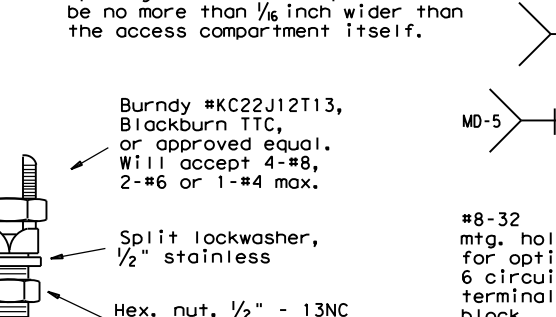 be no more than 1/16 inch wider than
the access compartment itself.
Burndy #KC22J12T13,
Blackburn TTC,
or approved equal.
Will accept 4-#8,
2-#6 or 1-#4 max.
MD-5
Split lockwasher,
1/2" stainless
Hex. nut, 1/2" - 13NC
#8-32
mtg. hol
for opti
6 circui
terminal
block